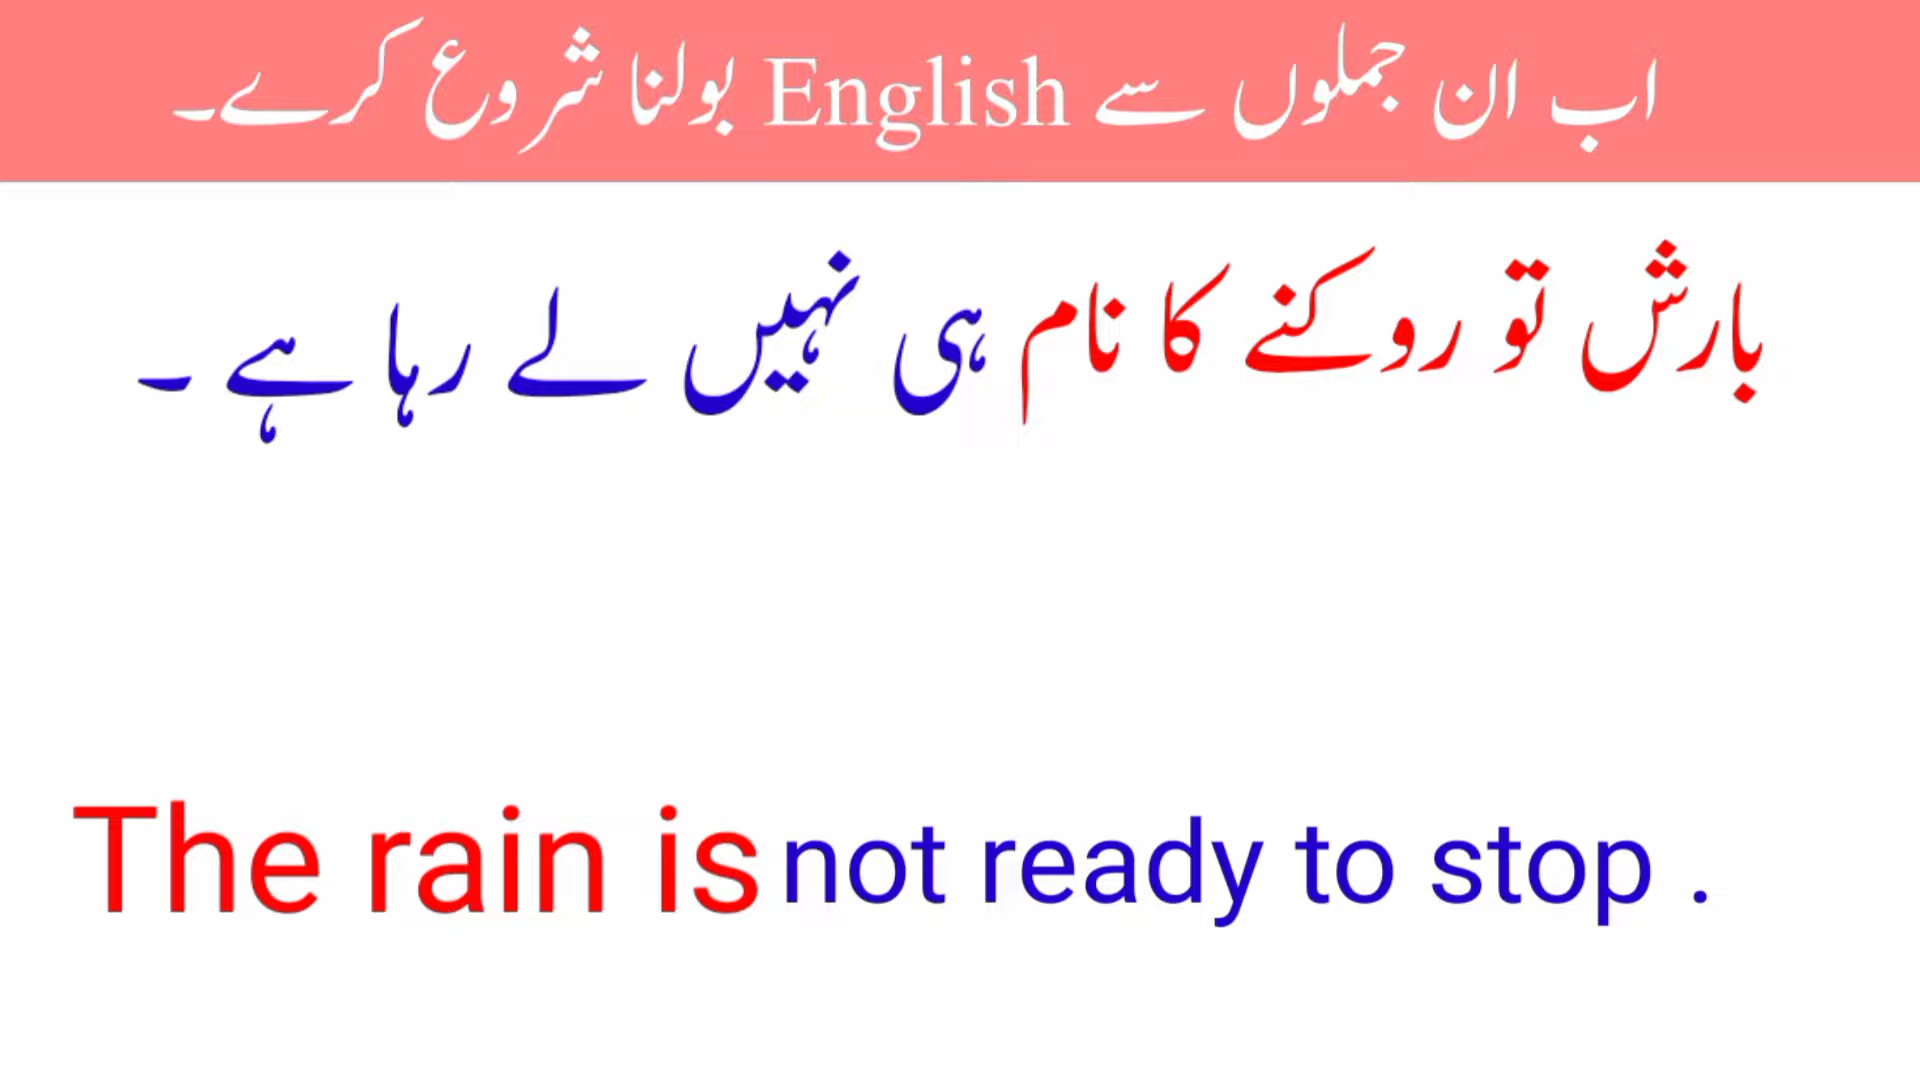 اب ان جملوں سے English بولنا شروع کرے۔
بارش تو روکنے کا نام ہی نہیں لے رہا ہے ۔
The rain is not ready to stop .